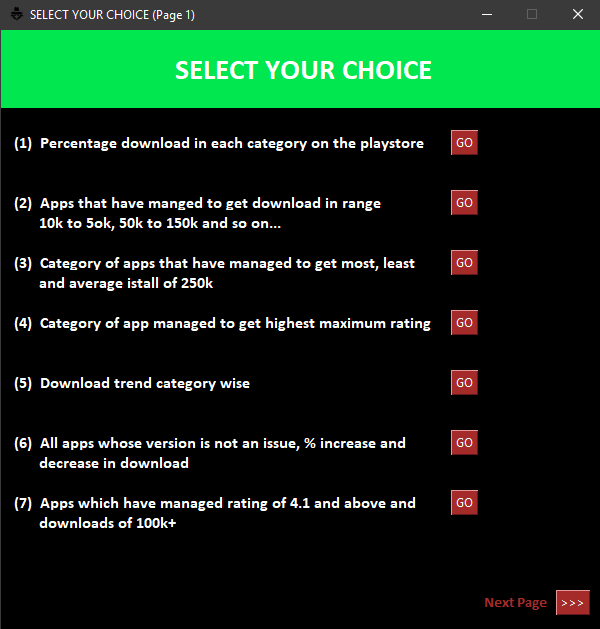 SELECT YOUR CHOICE (Page 1)
SELECT YOUR CHOICE
(1) Percentage download in each category on the playstore GO
(2) Apps that have manged to get download in range GO
10k to 5ok, 50k to 150k and so on...
(3) Category of apps that have managed to get most, least GO
and average istall of 250k
(4) Category of app managed to get highest maximum rating GO
(5) Download trend category wise GO
(6) All apps whose version is not an issue, % increase and GO
decrease in download
(7) Apps which have managed rating of 4.1 and above and GO
downloads of 100k+
Next Page >>>